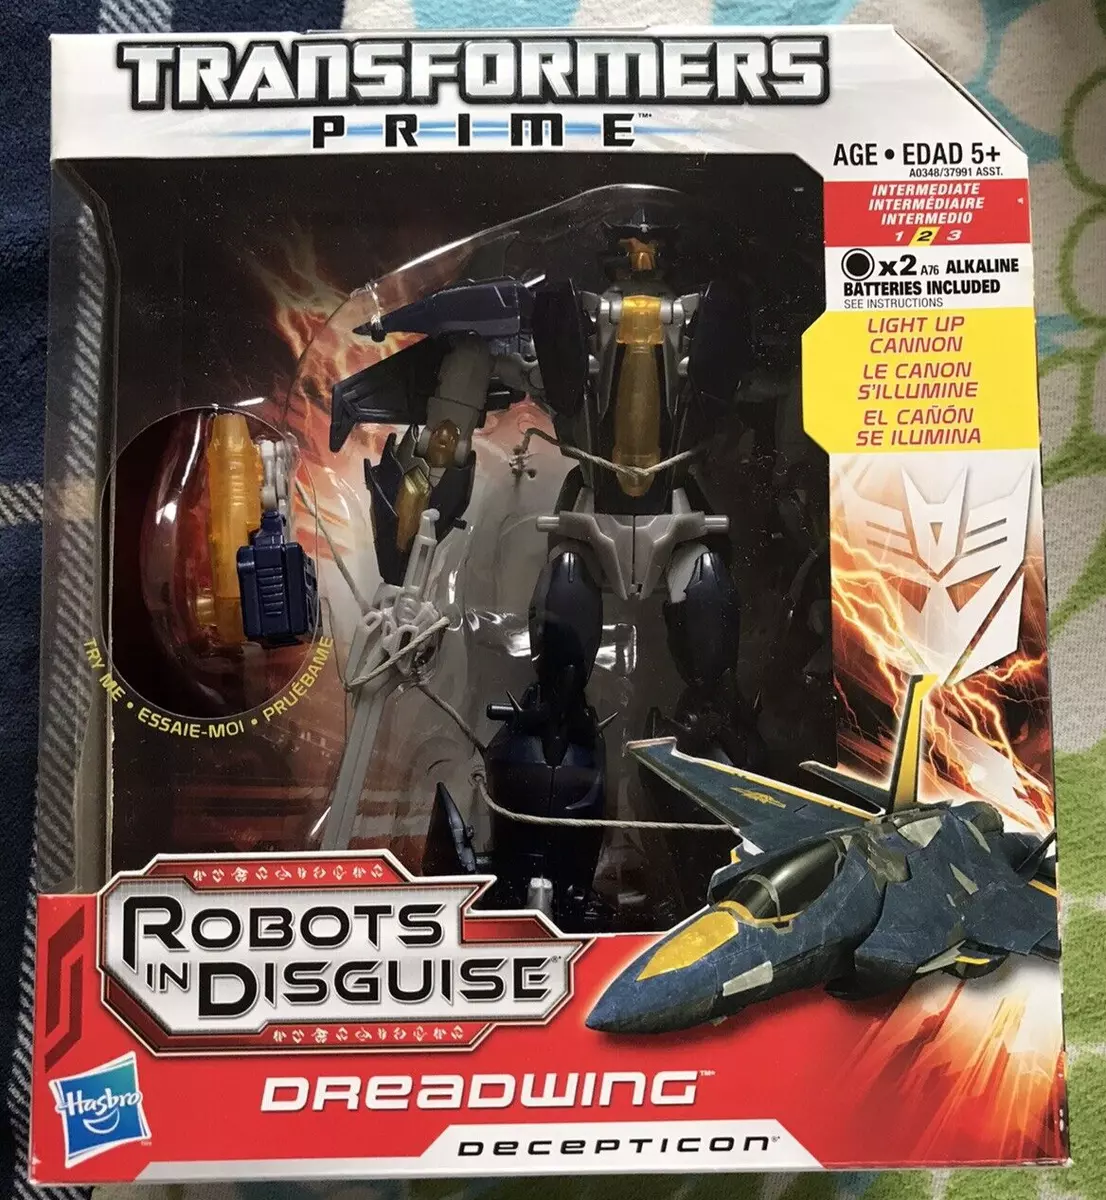 TRANSFORMERS
PRIME™
AGE • EDAD 5+
A0348/37991 ASST.
INTERMEDIATE
INTERMÉDIAIRE
INTERMEDIO
1 2 3
x2 A76 ALKALINE
BATTERIES INCLUDED
SEE INSTRUCTIONS
LIGHT UP
CANNON
LE CANON
S'ILLUMINE
EL CAÑÓN
SE ILUMINA
TRY ME • ESSAIE-MOI • PRUÉBAME
ROBOTS
IN DISGUISE®
Hasbro
DREADWING™
DECEPTICON®